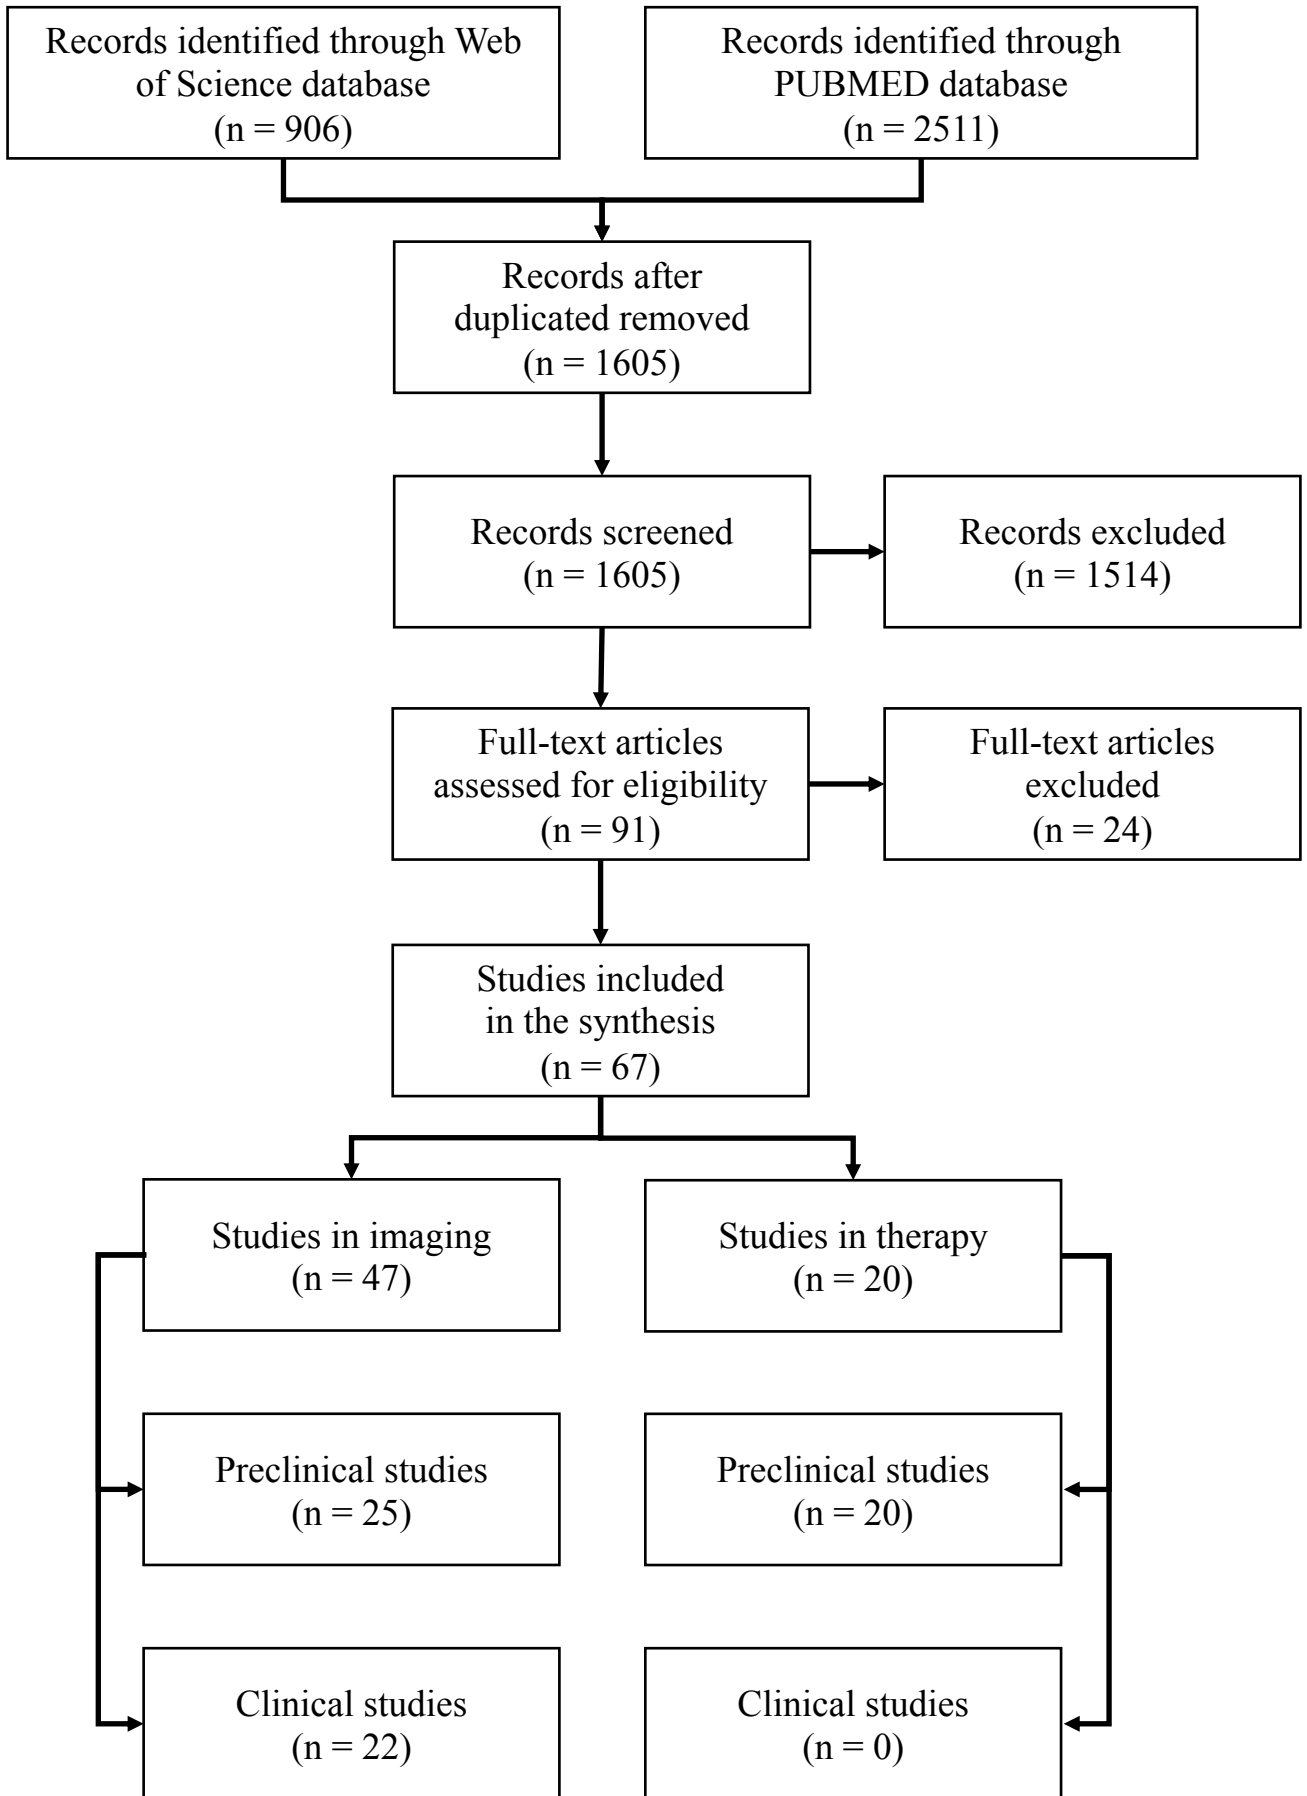 Records identified through Web
of Science database
(n = 906)
Records identified through
PUBMED database
(n = 2511)
Records after
duplicated removed
(n = 1605)
Records screened
(n = 1605)
Records excluded
(n = 1514)
Full-text articles
assessed for eligibility
(n = 91)
Full-text articles
excluded
(n = 24)
Studies included
in the synthesis
(n = 67)
Studies in imaging
(n = 47)
Studies in therapy
(n = 20)
Preclinical studies
(n = 25)
Preclinical studies
(n = 20)
Clinical studies
(n = 22)
Clinical studies
(n = 0)